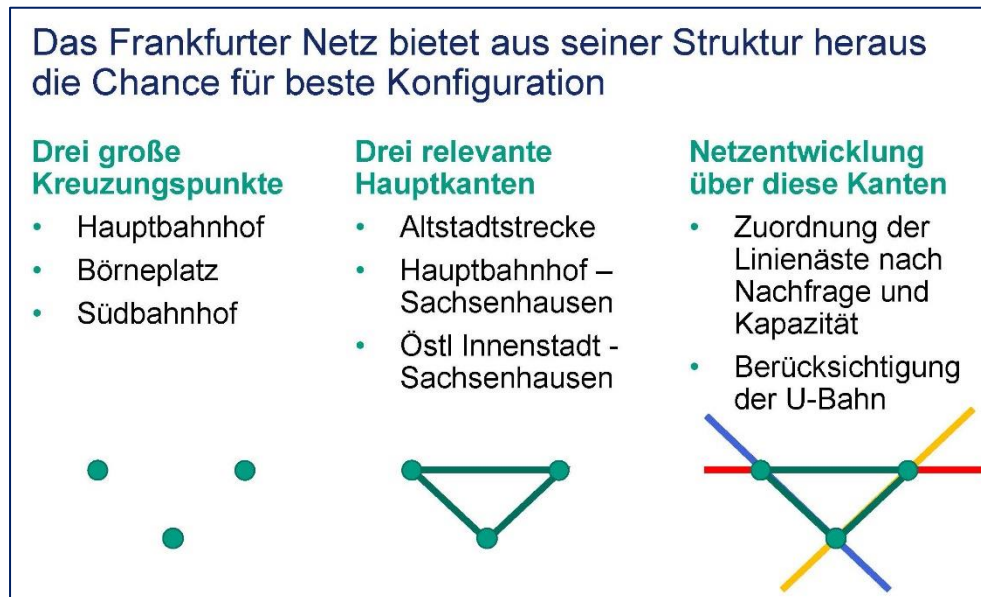 Das Frankfurter Netz bietet aus seiner Struktur heraus
die Chance für beste Konfiguration
Drei große
Kreuzungspunkte
• Hauptbahnhof
• Börneplatz
• Südbahnhof
Drei relevante
Hauptkanten
• Altstadtstrecke
• Hauptbahnhof –
Sachsenhausen
• Östl Innenstadt -
Sachsenhausen
Netzentwicklung
über diese Kanten
• Zuordnung der
Linienäste nach
Nachfrage und
Kapazität
• Berücksichtigung
der U-Bahn